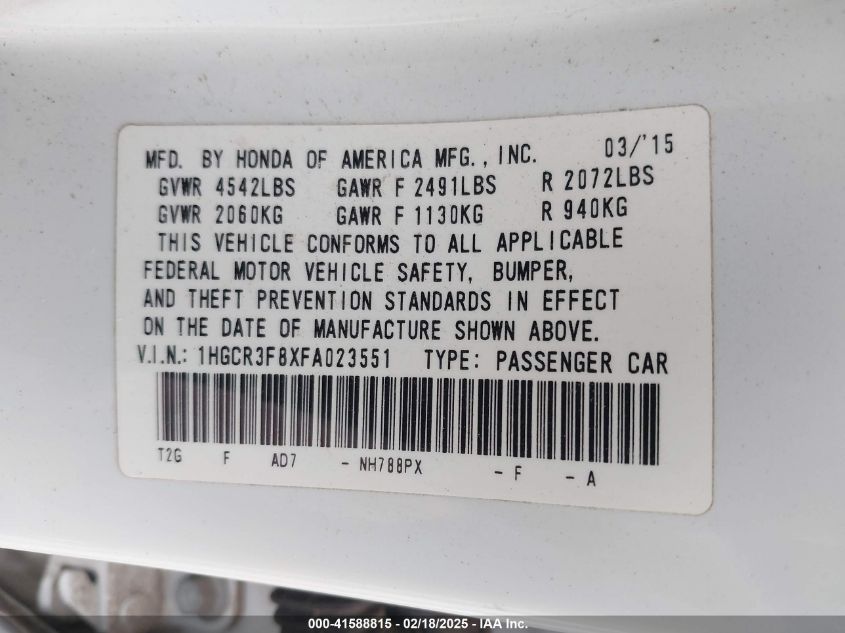 MFD. BY HONDA OF AMERICA MFG., INC. 03/'15
GVWR 4542LBS GAWR F 2491LBS R 2072LBS
GVWR 2060KG GAWR F 1130KG R 940KG
THIS VEHICLE CONFORMS TO ALL APPLICABLE
FEDERAL MOTOR VEHICLE SAFETY, BUMPER,
AND THEFT PREVENTION STANDARDS IN EFFECT
ON THE DATE OF MANUFACTURE SHOWN ABOVE.
V.I.N.: 1HGCR3F8XFA023551 TYPE: PASSENGER CAR
T2G F AD7 - NH788PX - F - A
000-41588815 - 02/18/2025 - IAA Inc.